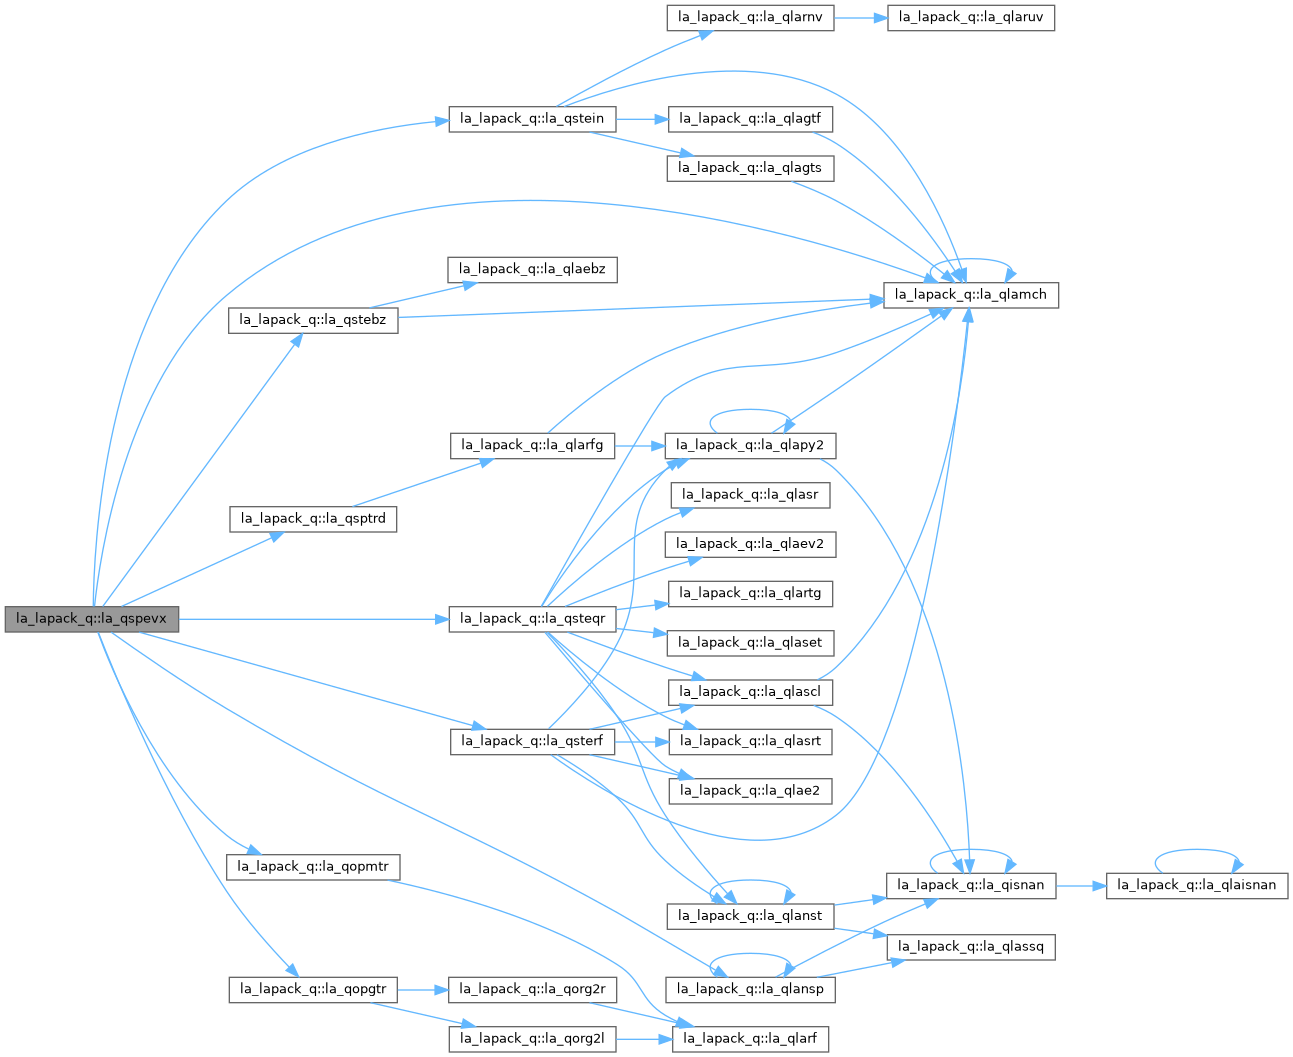 la_lapack_q::la_qlarnv
la_lapack_q::la_qlaruv
la_lapack_q::la_qstein
la_lapack_q::la_qlagtf
la_lapack_q::la_qlagts
la_lapack_q::la_qlaebz
la_lapack_q::la_qlamch
la_lapack_q::la_qstebz
la_lapack_q::la_qlarfg
la_lapack_q::la_qlapy2
la_lapack_q::la_qlasr
la_lapack_q::la_qsptrd
la_lapack_q::la_qlaev2
la_lapack_q::la_qlartg
la_lapack_q::la_qspevx
la_lapack_q::la_qsteqr
la_lapack_q::la_qlaset
la_lapack_q::la_qlascl
la_lapack_q::la_qsterf
la_lapack_q::la_qlasrt
la_lapack_q::la_qlae2
la_lapack_q::la_qopmtr
la_lapack_q::la_qisnan
la_lapack_q::la_qlaisnan
la_lapack_q::la_qlanst
la_lapack_q::la_qlassq
la_lapack_q::la_qopgtr
la_lapack_q::la_qorg2r
la_lapack_q::la_qlansp
la_lapack_q::la_qorg2l
la_lapack_q::la_qlarf